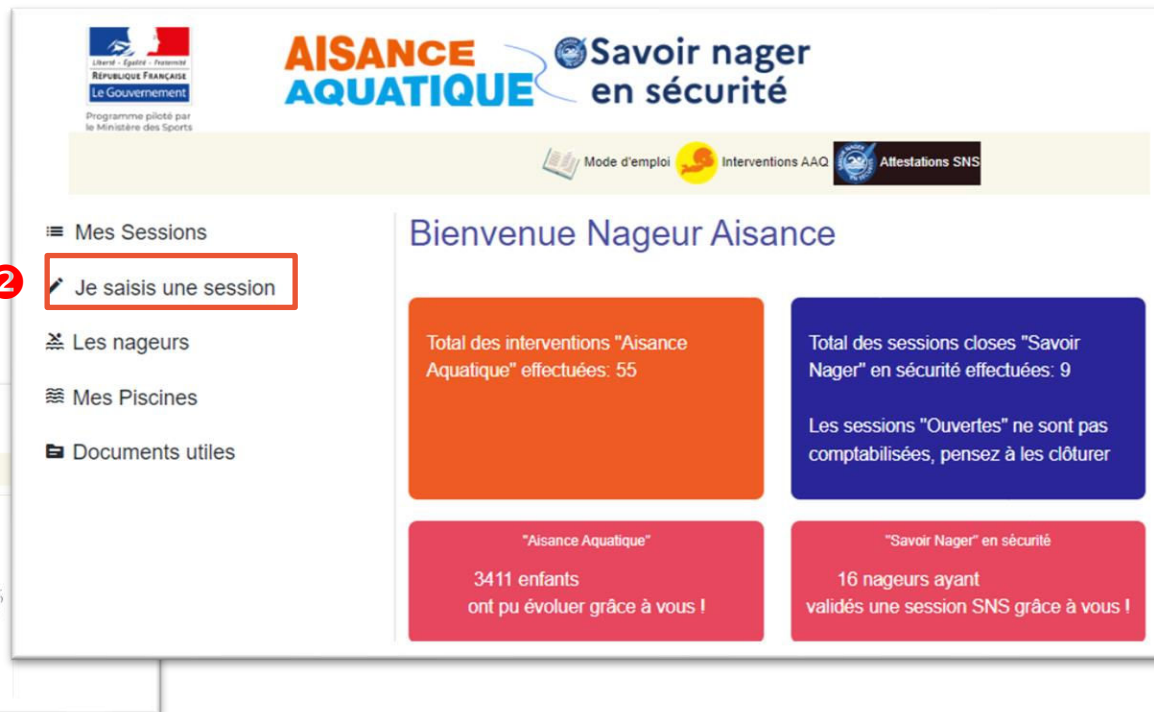 Liberté • Égalité • Fraternité
RÉPUBLIQUE FRANÇAISE
Le Gouvernement
Programme piloté par
le Ministère des Sports
AISANCE
AQUATIQUE
Savoir nager
en sécurité
Mode d'emploi
Interventions AAQ
Attestations SNS
Mes Sessions
2
Je saisis une session
Les nageurs
Mes Piscines
Documents utiles
Bienvenue Nageur Aisance
Total des interventions "Aisance
Aquatique" effectuées: 55
Total des sessions closes "Savoir
Nager" en sécurité effectuées: 9
Les sessions "Ouvertes" ne sont pas
comptabilisées, pensez à les clôturer
"Aisance Aquatique"
3411 enfants
ont pu évoluer grâce à vous !
"Savoir Nager" en sécurité
16 nageurs ayant
validés une session SNS grâce à vous !